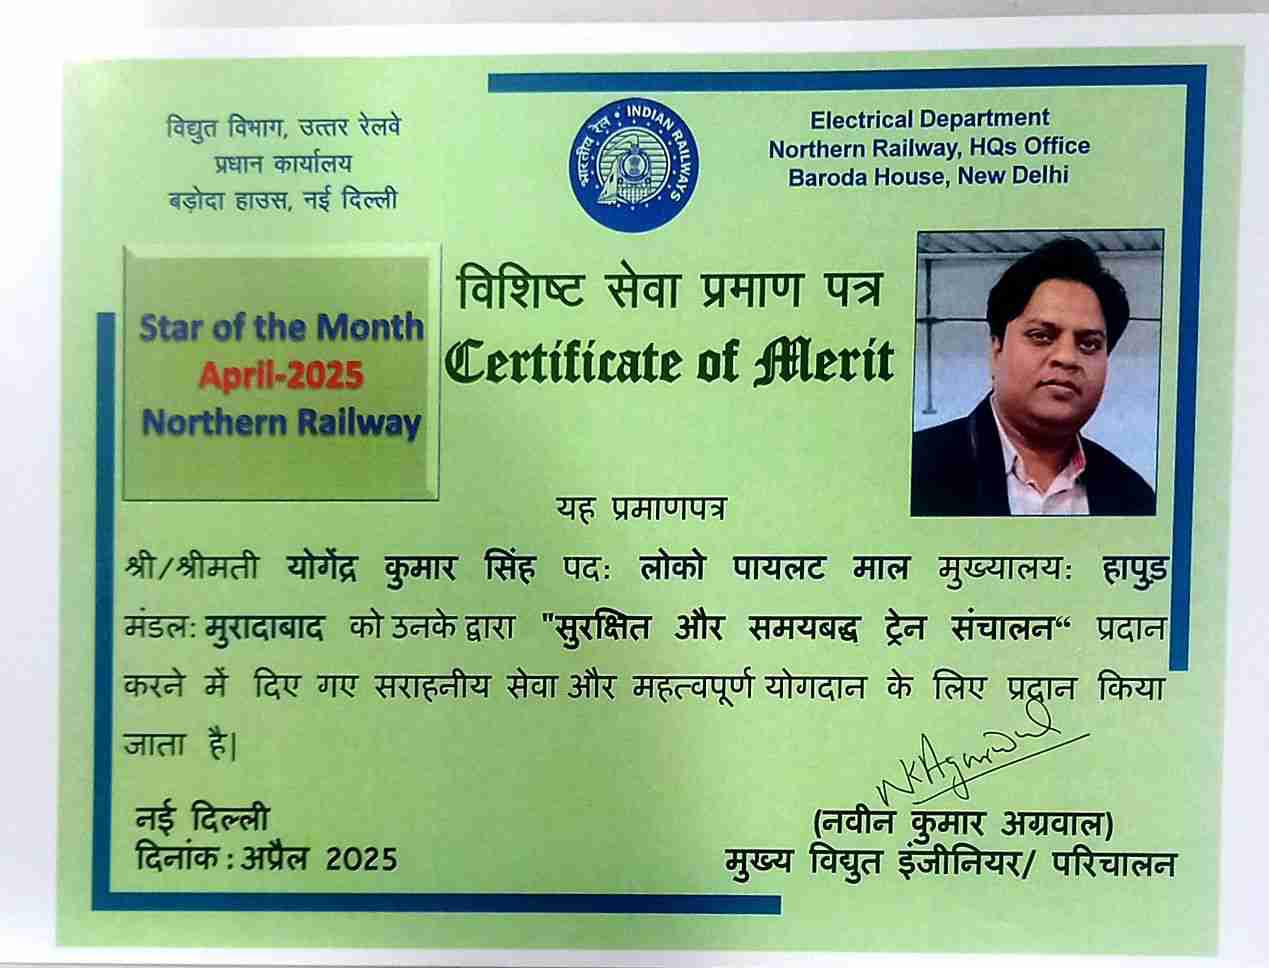 विद्युत विभाग, उत्तर रेलवे
प्रधान कार्यालय
बड़ोदा हाउस, नई दिल्ली
भारतीय रेल • INDIAN RAILWAYS
Electrical Department
Northern Railway, HQs Office
Baroda House, New Delhi
Star of the Month
April-2025
Northern Railway
विशिष्ट सेवा प्रमाण पत्र
Certificate of Merit
यह प्रमाणपत्र
श्री/श्रीमती योगेंद्र कुमार सिंह पद: लोको पायलट माल मुख्यालय: हापुड़
मंडल: मुरादाबाद को उनके द्वारा "सुरक्षित और समयबद्ध ट्रेन संचालन“ प्रदान
करने में दिए गए सराहनीय सेवा और महत्वपूर्ण योगदान के लिए प्रदान किया
जाता है|
NKAgarwal
नई दिल्ली
दिनांक : अप्रैल 2025
(नवीन कुमार अग्रवाल)
मुख्य विद्युत इंजीनियर/ परिचालन